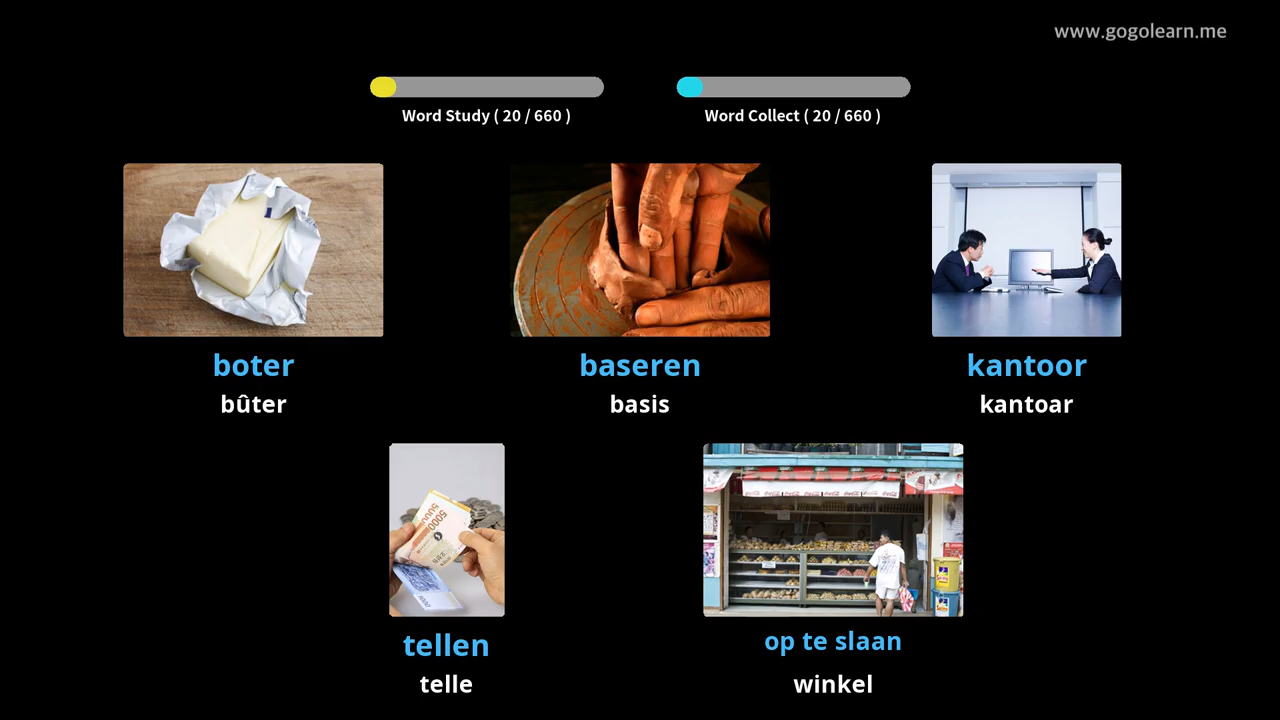 www.gogolearn.me
Word Study ( 20 / 660 )
Word Collect ( 20 / 660 )
boter
baseren
kantoor
bûter
basis
kantoar
5000
tellen
op te slaan
telle
winkel